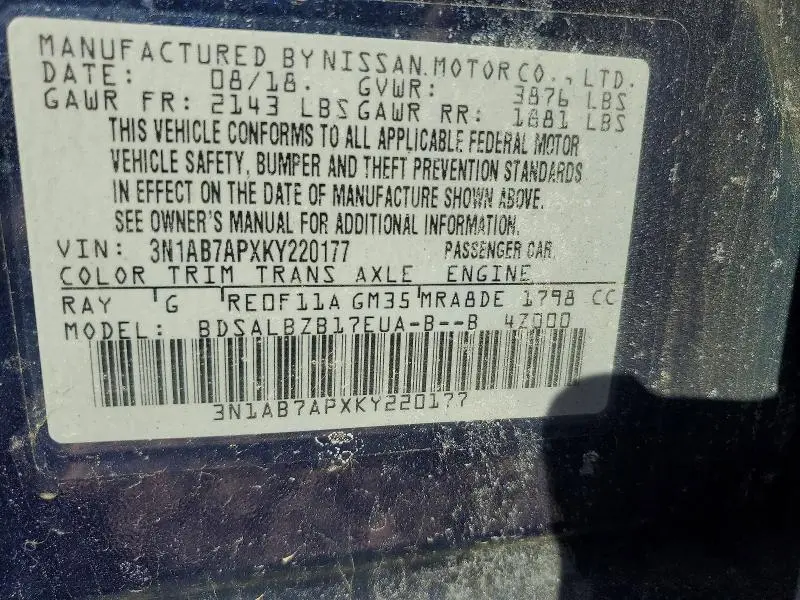 MANUFACTURED BY NISSAN MOTOR CO., LTD.
DATE: 08/18. GVWR: 3876 LBS
GAWR FR: 2143 LBS GAWR RR: 1881 LBS
THIS VEHICLE CONFORMS TO ALL APPLICABLE FEDERAL MOTOR
VEHICLE SAFETY, BUMPER AND THEFT PREVENTION STANDARDS
IN EFFECT ON THE DATE OF MANUFACTURE SHOWN ABOVE.
SEE OWNER'S MANUAL FOR ADDITIONAL INFORMATION.
VIN: 3N1AB7APXKY220177 PASSENGER CAR
COLOR TRIM TRANS AXLE ENGINE
RAY G RE0F11A GM35 MRA8DE 1798 CC
MODEL: BDSALBZB17EUA-B--B 4Z000
3N1AB7APXKY220177